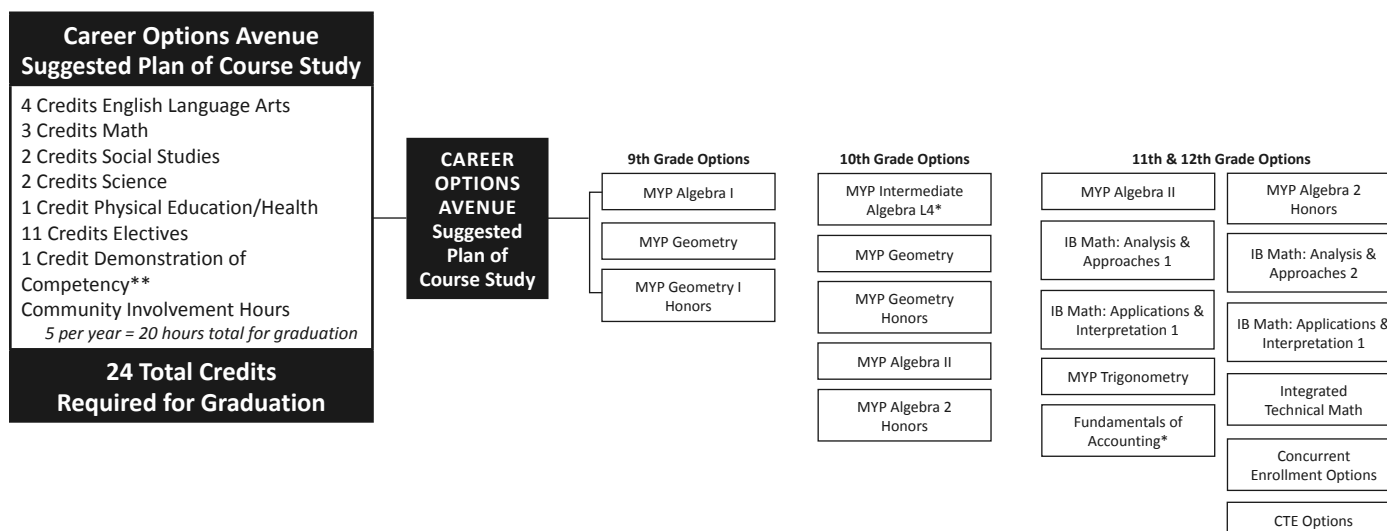 Career Options Avenue
Suggested Plan of Course Study
4 Credits English Language Arts
3 Credits Math
2 Credits Social Studies
2 Credits Science
1 Credit Physical Education/Health
11 Credits Electives
1 Credit Demonstration of
Competency**
Community Involvement Hours
5 per year = 20 hours total for graduation
24 Total Credits
Required for Graduation
CAREER
OPTIONS
AVENUE
Suggested
Plan of
Course Study
9th Grade Options
MYP Algebra I
MYP Geometry
MYP Geometry I
Honors
10th Grade Options
MYP Intermediate
Algebra L4*
MYP Geometry
MYP Geometry
Honors
MYP Algebra II
MYP Algebra 2
Honors
11th & 12th Grade Options
MYP Algebra II
IB Math: Analysis &
Approaches 1
IB Math: Applications &
Interpretation 1
MYP Trigonometry
Fundamentals of
Accounting*
MYP Algebra 2
Honors
IB Math: Analysis &
Approaches 2
IB Math: Applications &
Interpretation 1
Integrated
Technical Math
Concurrent
Enrollment Options
CTE Options